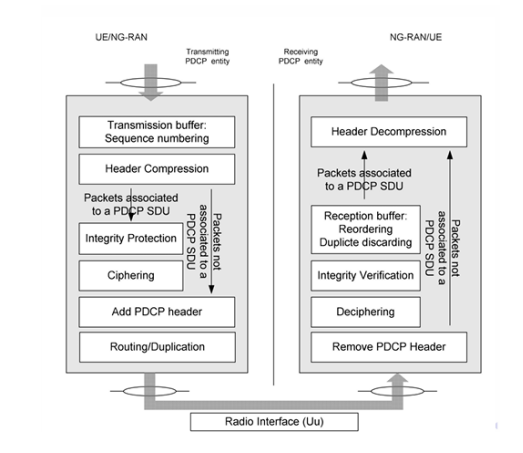 UE/NG-RAN
Transmitting
PDCP entity
Receiving
PDCP entity
NG-RAN/UE
Transmission buffer:
Sequence numbering
Header Compression
Packets associated
to a PDCP SDU
Packets not
associated to a
PDCP SDU
Integrity Protection
Ciphering
Add PDCP header
Routing/Duplication
Header Decompression
Packets associated
to a PDCP SDU
Packets not
associated to a
PDCP SDU
Reception buffer:
Reordering
Duplicte discarding
Integrity Verification
Deciphering
Remove PDCP Header
Radio Interface (Uu)